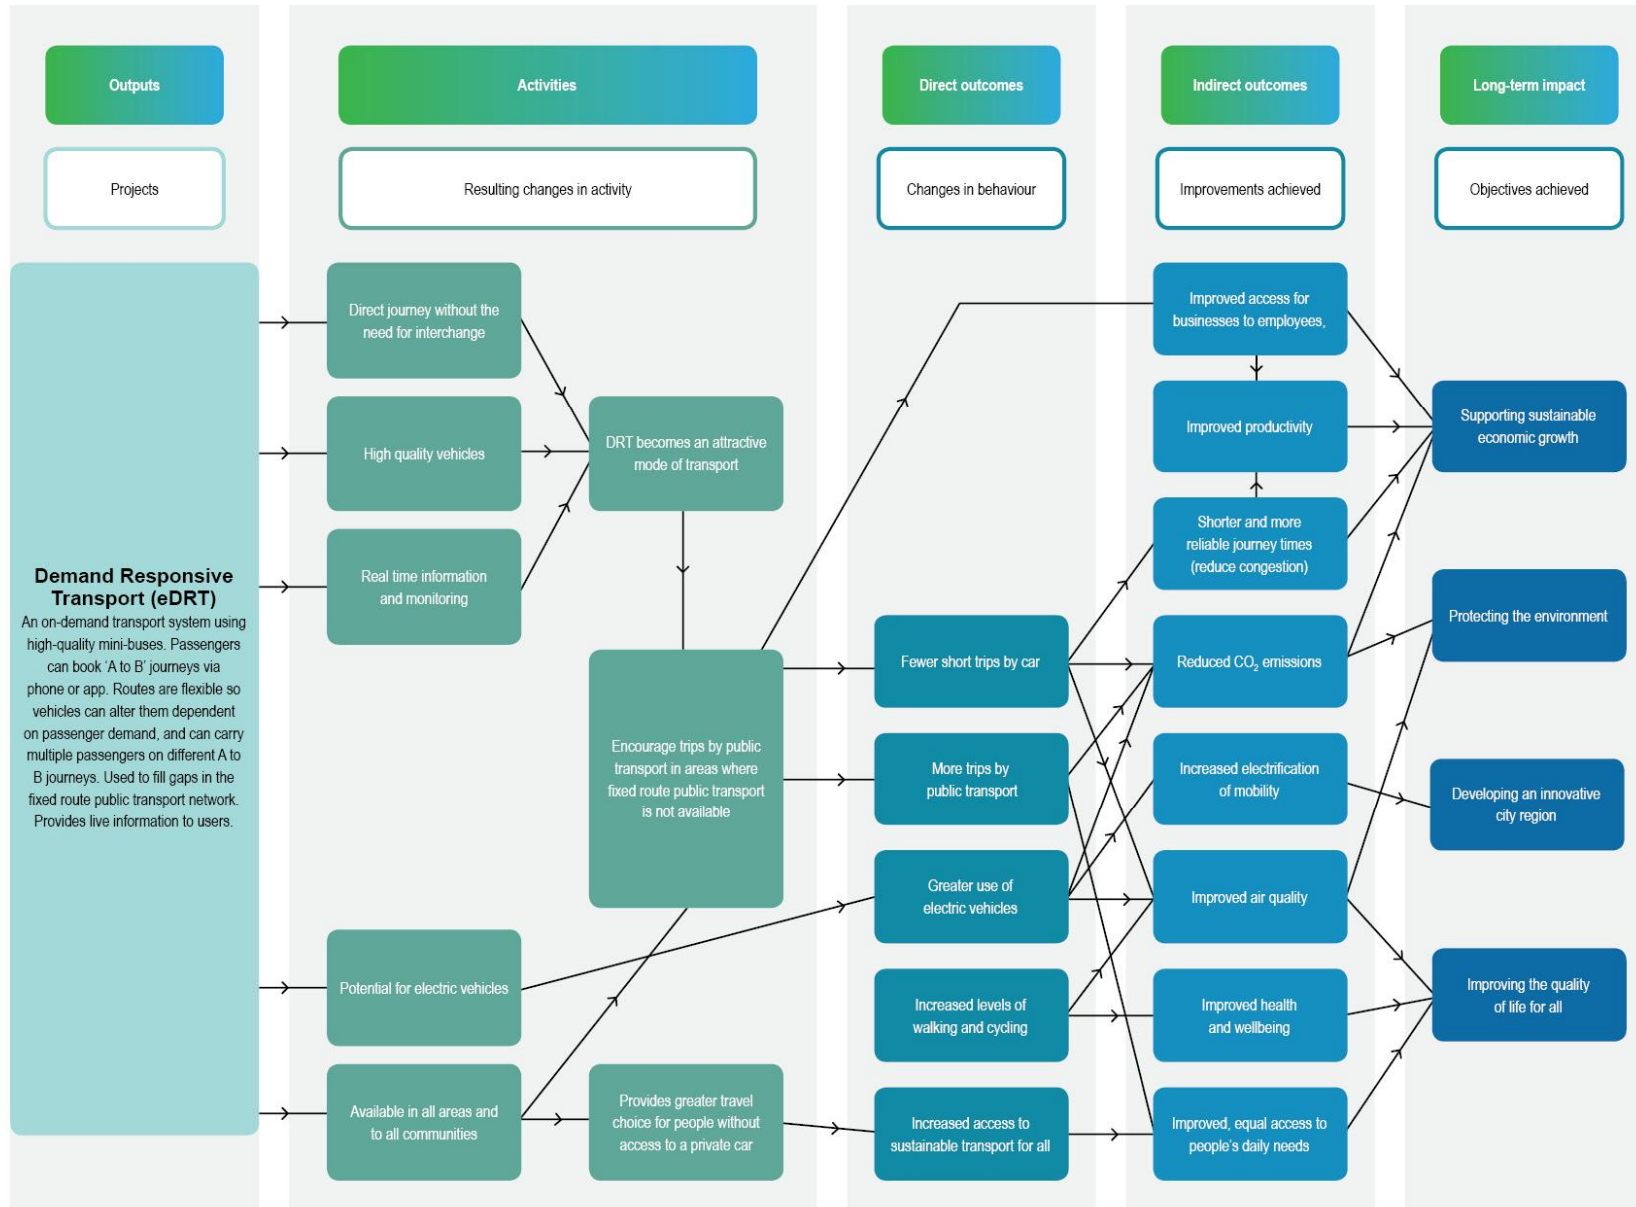 Outputs
Activities
Direct outcomes
Indirect outcomes
Long-term impact
Projects
Resulting changes in activity
Changes in behaviour
Improvements achieved
Objectives achieved
Demand Responsive
Transport (eDRT)
An on-demand transport system using
high-quality mini-buses. Passengers
can book ‘A to B’ journeys via
phone or app. Routes are flexible so
vehicles can alter them dependent
on passenger demand, and can carry
multiple passengers on different A to
B journeys. Used to fill gaps in the
fixed route public transport network.
Provides live information to users.
Direct journey without the
need for interchange
High quality vehicles
Real time information
and monitoring
Potential for electric vehicles
Available in all areas and
to all communities
DRT becomes an attractive
mode of transport
Encourage trips by public
transport in areas where
fixed route public transport
is not available
Provides greater travel
choice for people without
access to a private car
Fewer short trips by car
More trips by
public transport
Greater use of
electric vehicles
Increased levels of
walking and cycling
Increased access to
sustainable transport for all
Improved access for
businesses to employees,
Improved productivity
Shorter and more
reliable journey times
(reduce congestion)
Reduced CO₂ emissions
Increased electrification
of mobility
Improved air quality
Improved health
and wellbeing
Improved, equal access to
people’s daily needs
Supporting sustainable
economic growth
Protecting the environment
Developing an innovative
city region
Improving the quality
of life for all